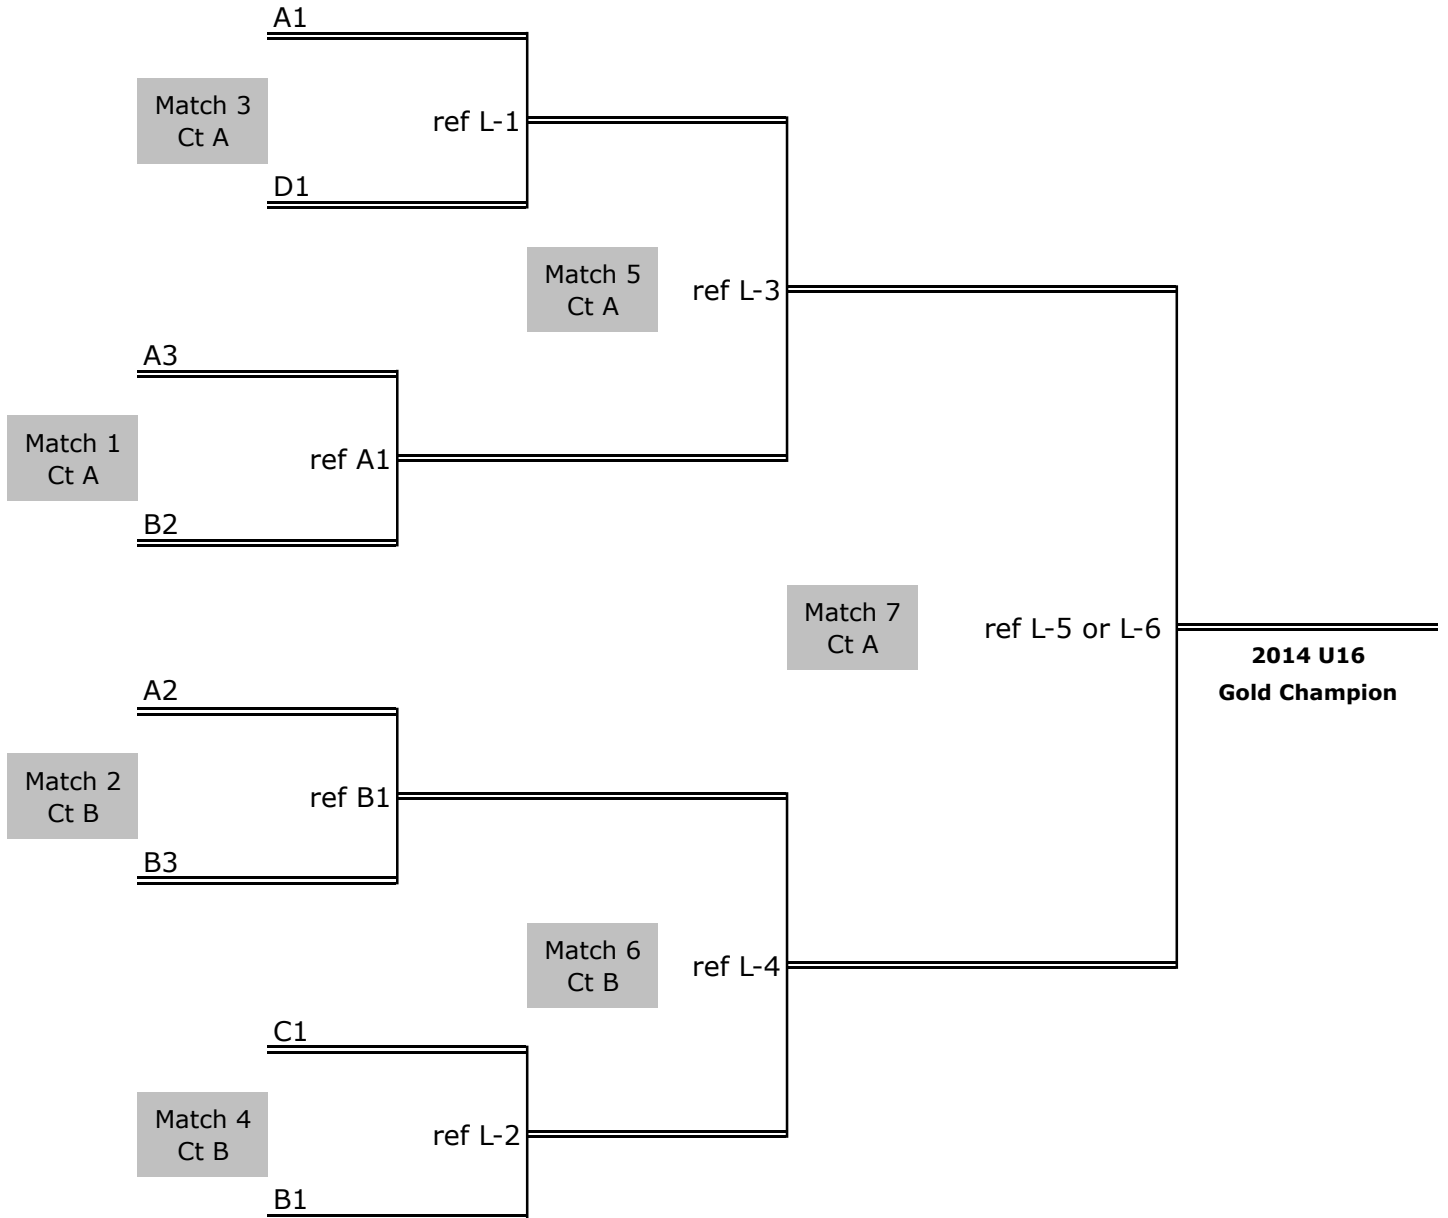 A1
Match 3
Ct A
ref L-1
D1
Match 5
Ct A
ref L-3
A3
Match 1
Ct A
ref A1
B2
Match 7
Ct A
ref L-5 or L-6
2014 U16
Gold Champion
A2
Match 2
Ct B
ref B1
B3
Match 6
Ct B
ref L-4
C1
Match 4
Ct B
ref L-2
B1